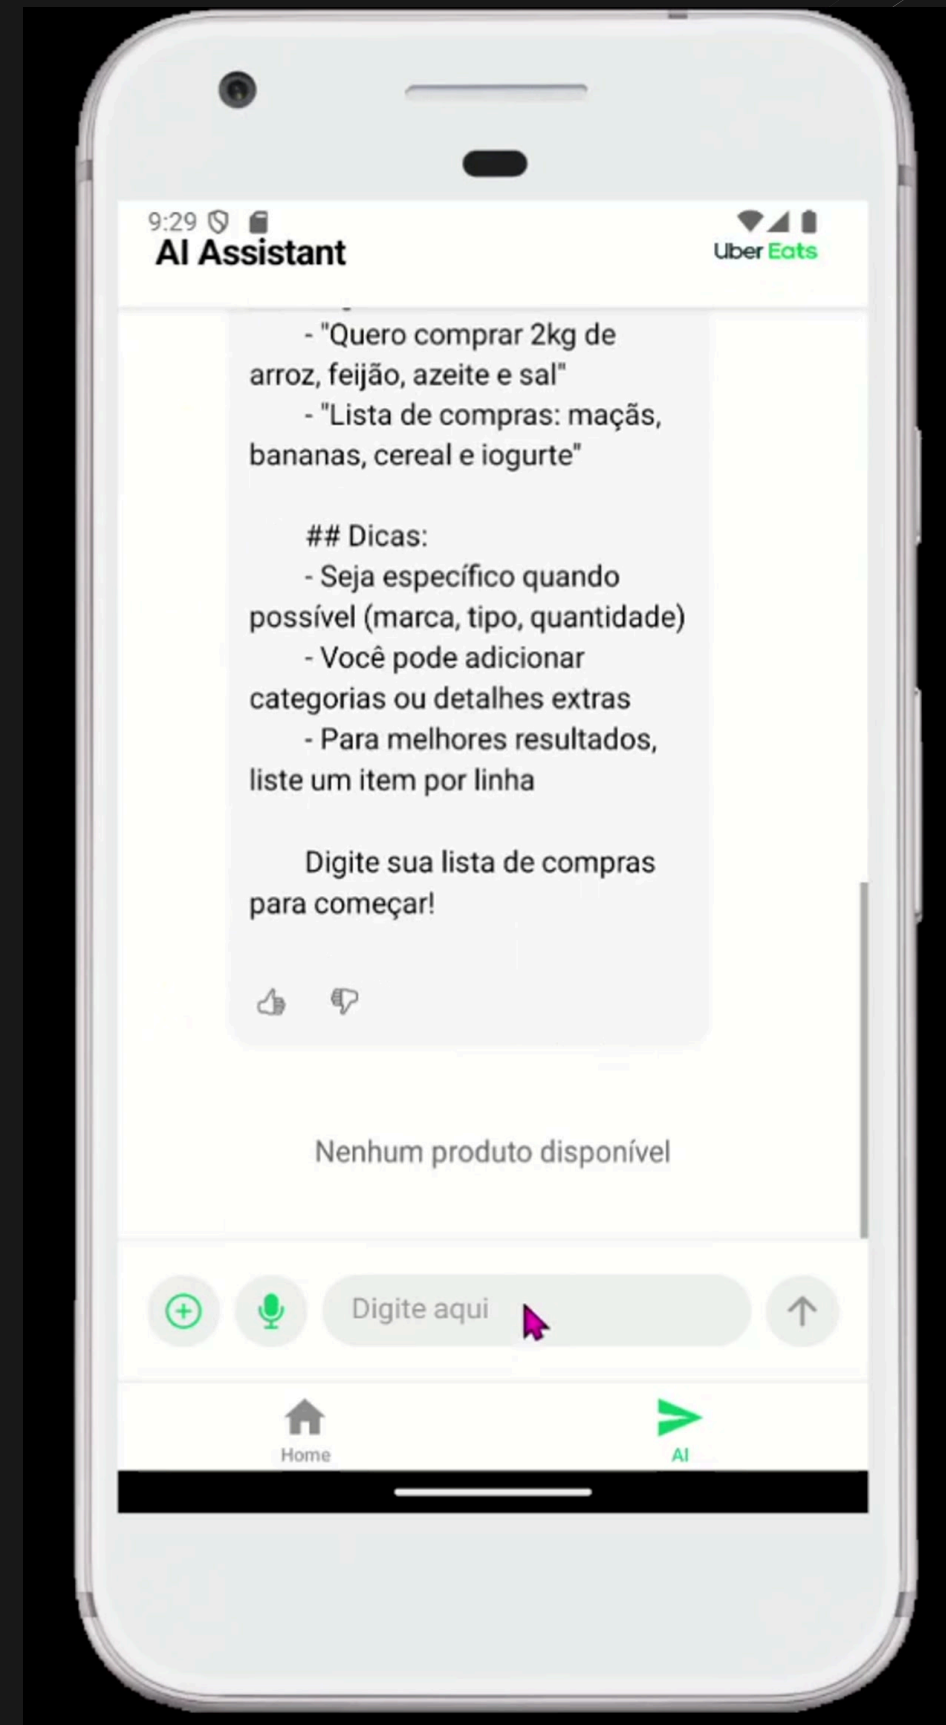 9:29
AI Assistant
Uber Eats
- "Quero comprar 2kg de
arroz, feijão, azeite e sal"
- "Lista de compras: maçãs,
bananas, cereal e iogurte"
## Dicas:
- Seja específico quando
possível (marca, tipo, quantidade)
- Você pode adicionar
categorias ou detalhes extras
- Para melhores resultados,
liste um item por linha
Digite sua lista de compras
para começar!
Nenhum produto disponível
Digite aqui
Home
AI